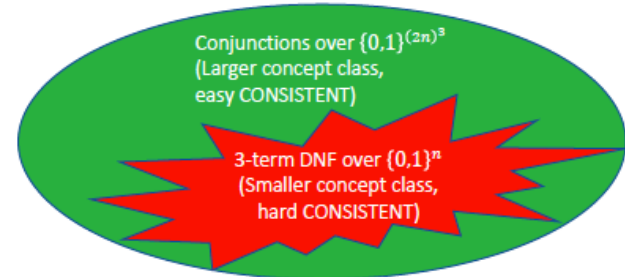 Conjunctions over {0,1}^{(2n)^3}
(Larger concept class,
easy CONSISTENT)
3-term DNF over {0,1}^n
(Smaller concept class,
hard CONSISTENT)